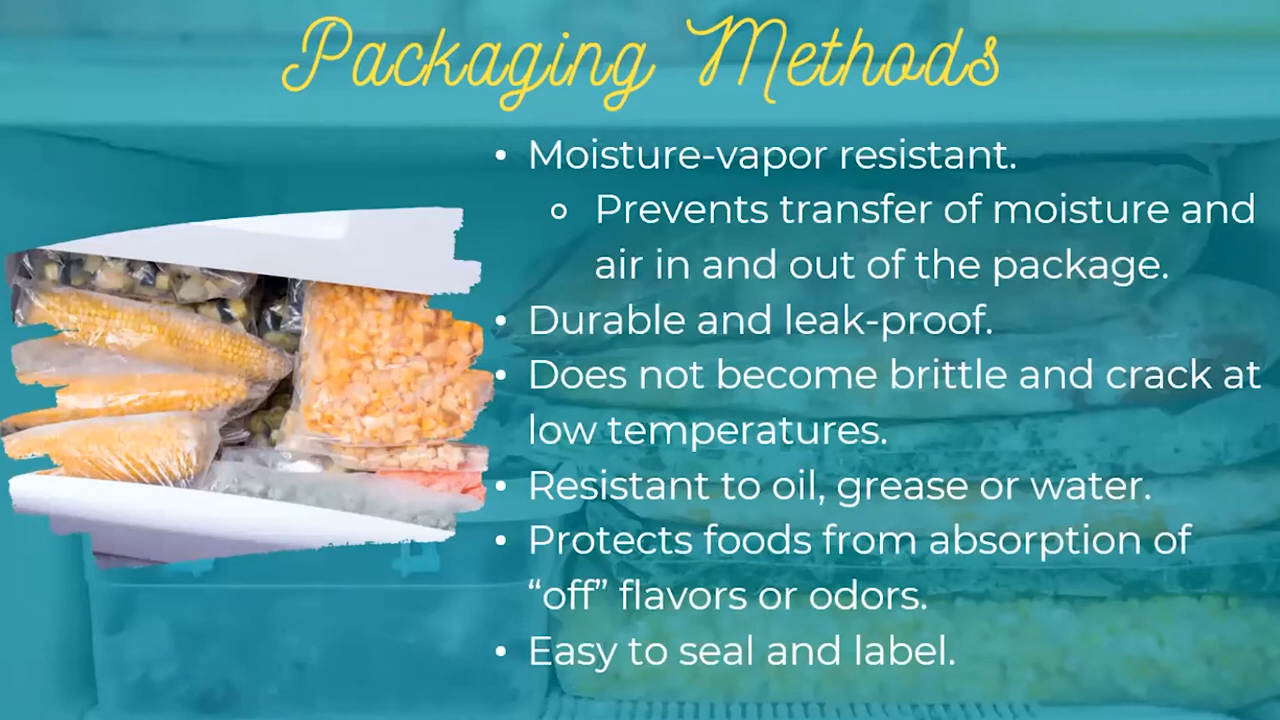 Packaging Methods
• Moisture-vapor resistant.
○ Prevents transfer of moisture and
air in and out of the package.
• Durable and leak-proof.
• Does not become brittle and crack at
low temperatures.
• Resistant to oil, grease or water.
• Protects foods from absorption of
“off” flavors or odors.
• Easy to seal and label.